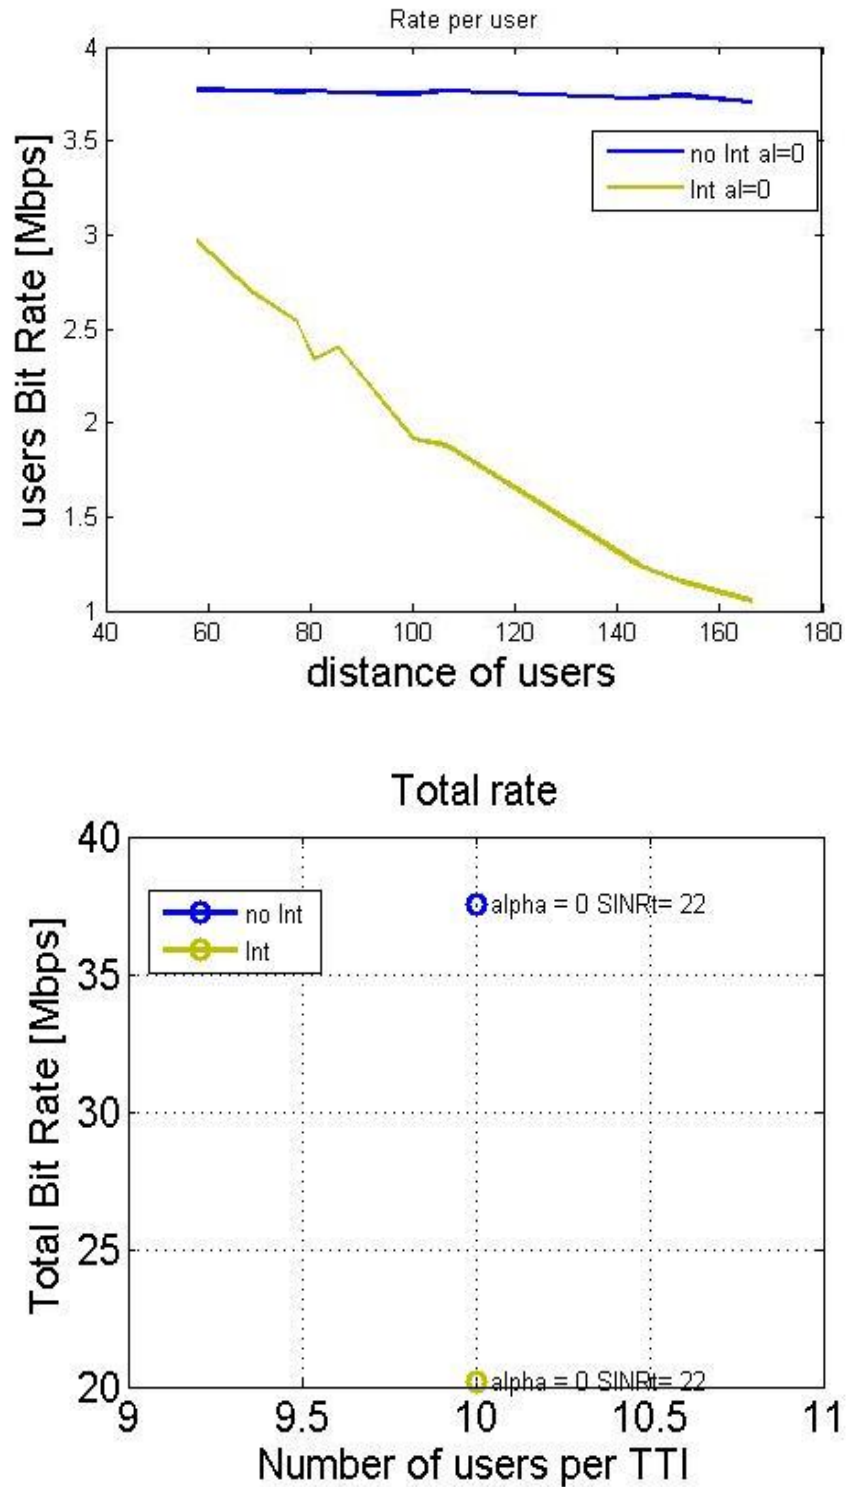 Rate per user
4
3.5
3
2.5
2
1.5
1
users Bit Rate [Mbps]
no Int al=0
Int al=0
40 60 80 100 120 140 160 180
distance of users
Total rate
40
35
30
25
20
Total Bit Rate [Mbps]
no Int
Int
alpha = 0 SINRt= 22
alpha = 0 SINRt= 22
9 9.5 10 10.5 11
Number of users per TTI